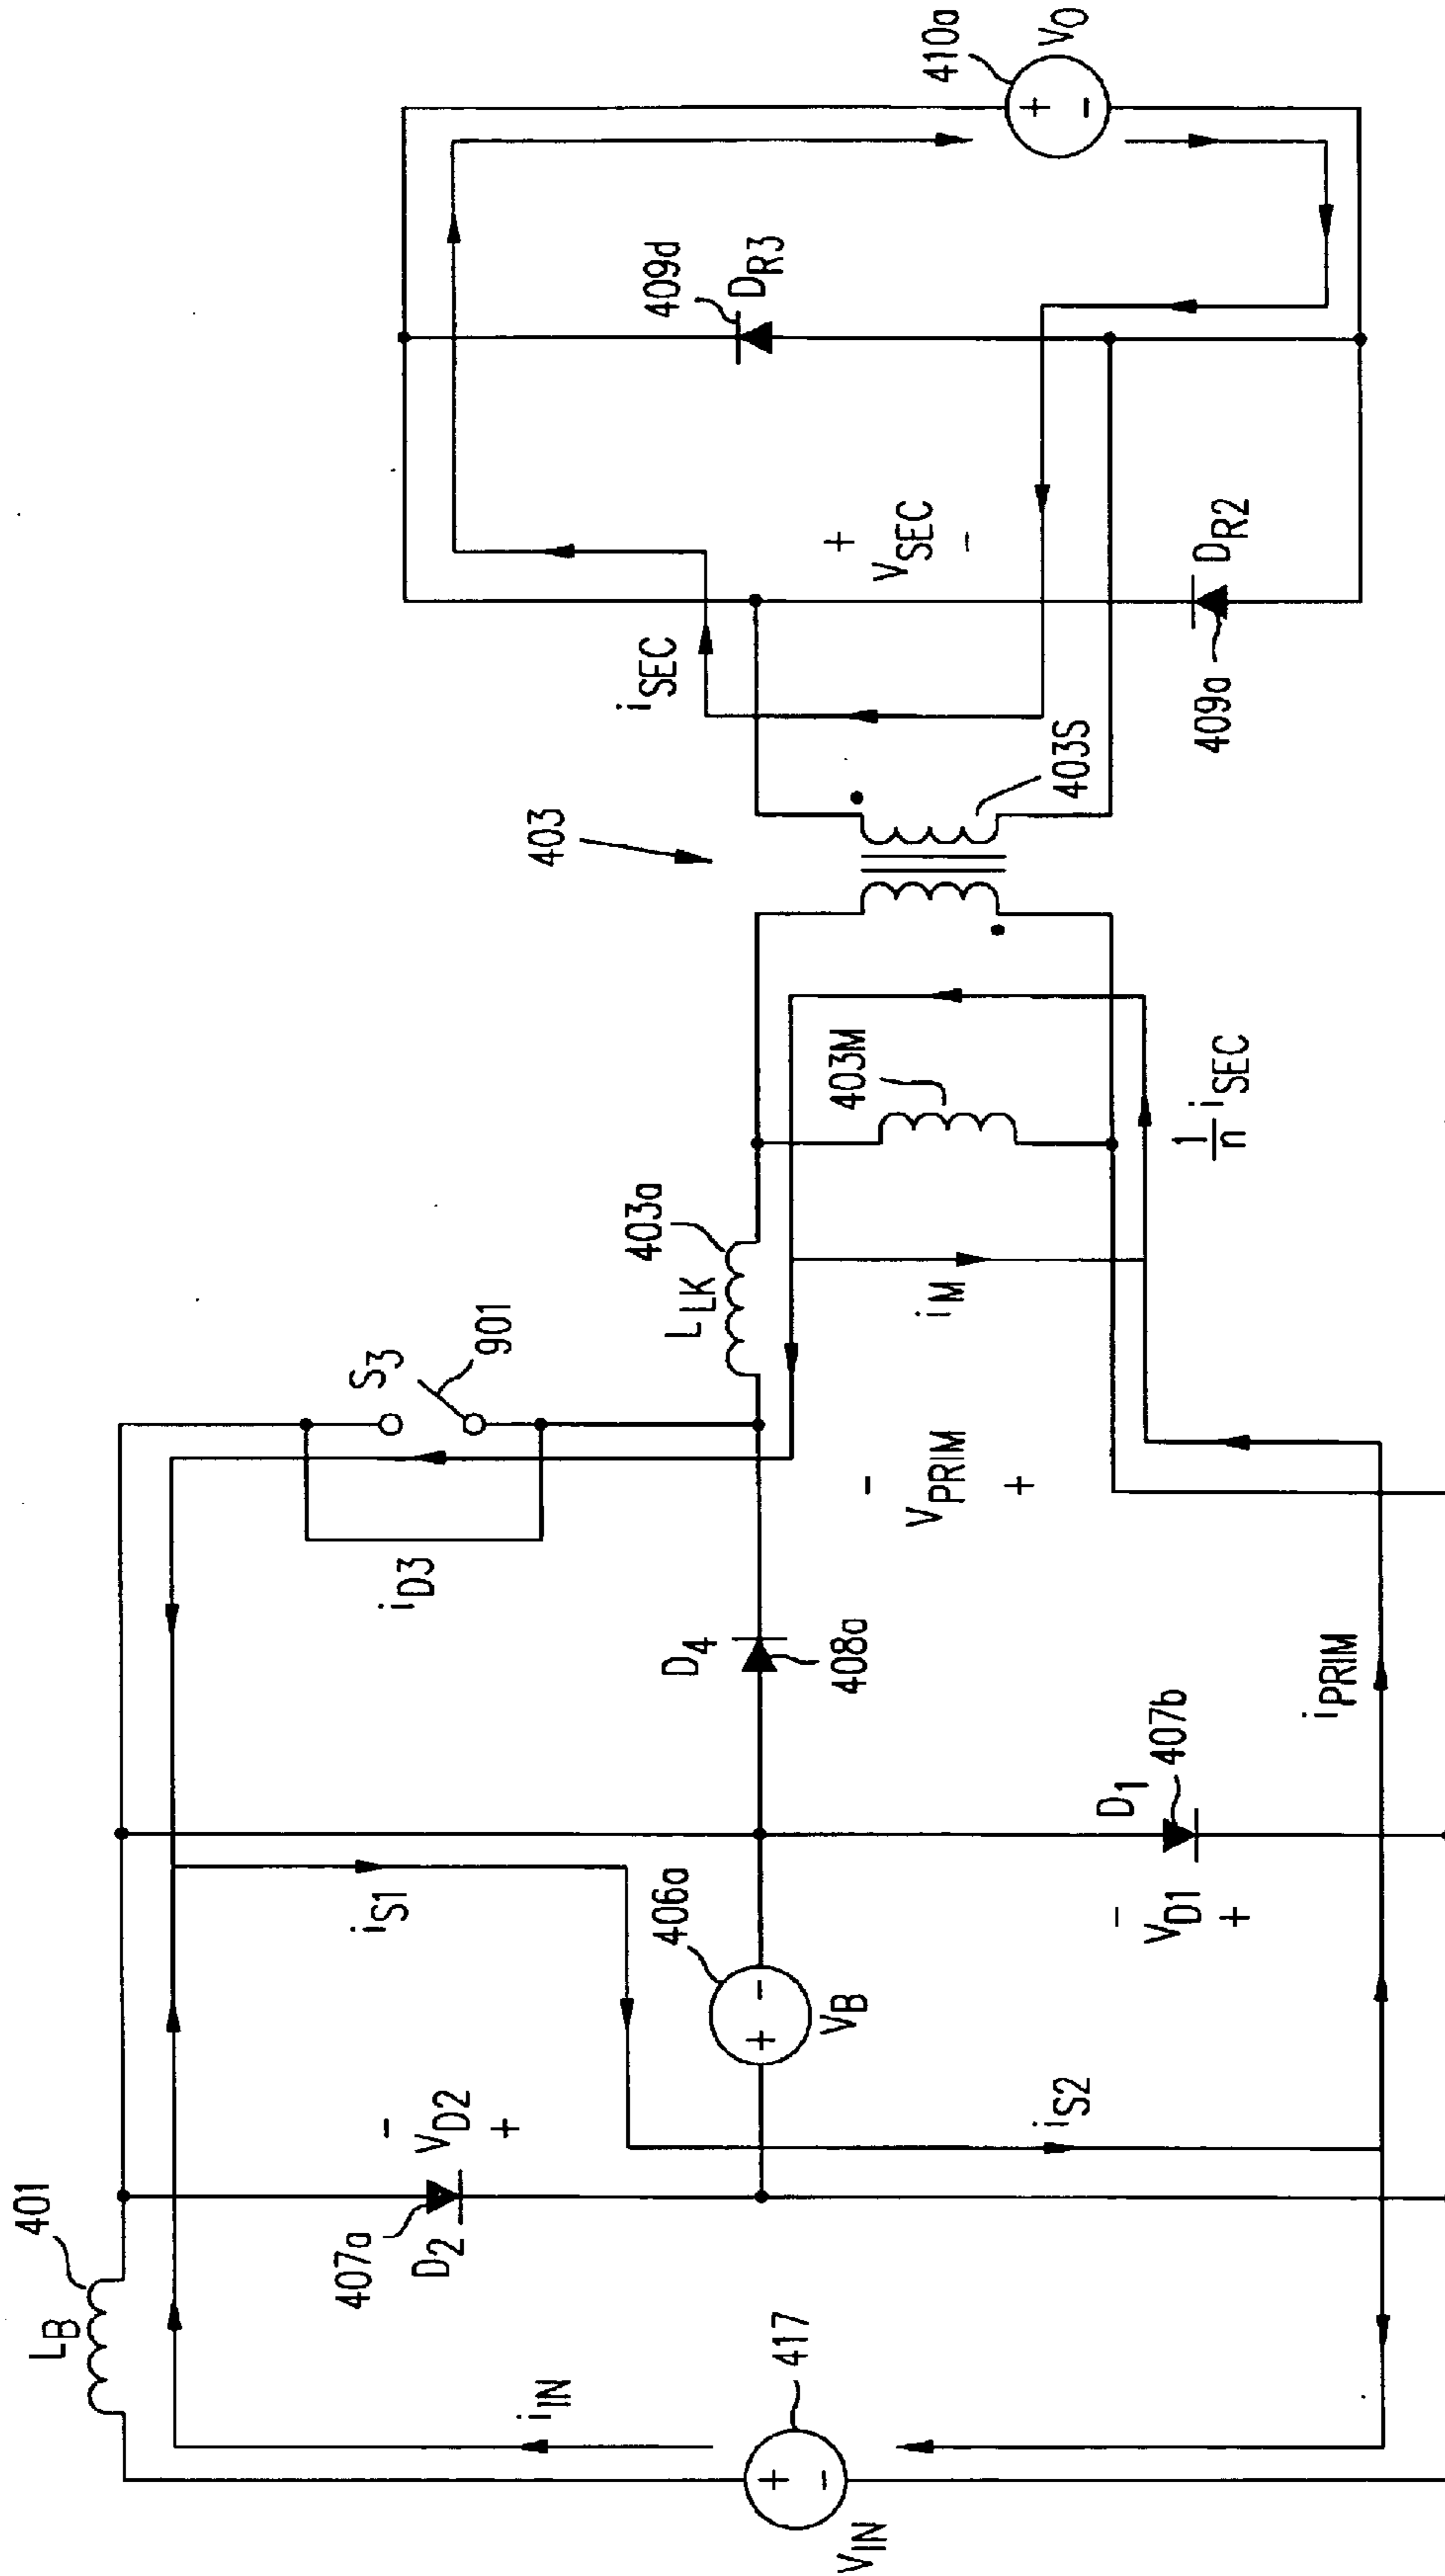 401
L_B
407a
D_2
- V_D2 +
i_IN
417
V_IN
+ -
i_S1
i_S2
406a
+ -
V_B
D_1
407b
- V_D1 +
D_4
408a
i_D3
S_3
901
L_LK
403a
- V_PRIM +
i_PRIM
i_M
403M
1/n i_SEC
403
403S
i_SEC
+ V_SEC -
409a
D_R2
409d
D_R3
410a
+ -
V_O